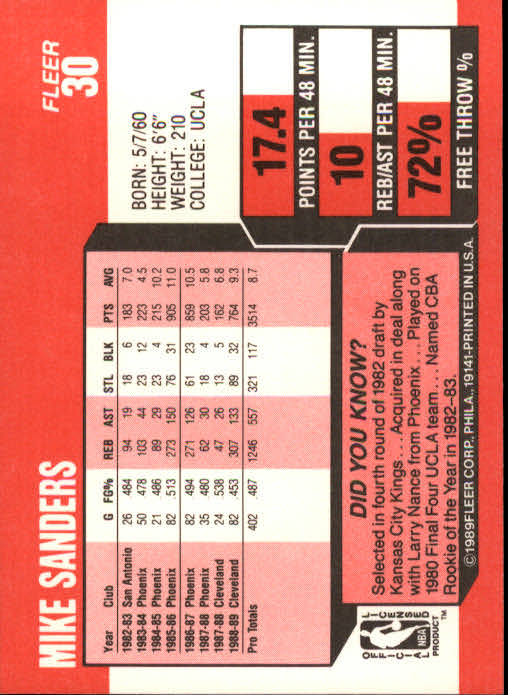 MIKE SANDERS
FLEER
30
BORN: 5/7/60
HEIGHT: 6'6"
WEIGHT: 210
COLLEGE: UCLA
Year Club G FG% REB AST STL BLK PTS AVG
1982-83 San Antonio 26 .484 94 19 18 6 183 7.0
1983-84 Phoenix 50 .478 103 44 23 12 223 4.5
1984-85 Phoenix 21 .486 89 29 23 4 215 10.2
1985-86 Phoenix 82 .513 273 150 76 31 905 11.0
1986-87 Phoenix 82 .494 271 126 61 23 859 10.5
1987-88 Phoenix 35 .480 62 30 18 4 203 5.8
1987-88 Cleveland 24 .538 47 26 13 5 162 6.8
1988-89 Cleveland 82 .453 307 133 89 32 764 9.3
Pro Totals 402 .487 1246 557 321 117 3514 8.7
17.4
POINTS PER 48 MIN.
10
REB/AST PER 48 MIN.
72%
FREE THROW %
DID YOU KNOW?
Selected in fourth round of 1982 draft by
Kansas City Kings . . . Acquired in deal along
with Larry Nance from Phoenix . . . Played on
1980 Final Four UCLA team . . . Named CBA
Rookie of the Year in 1982-83.
OFFICIAL LICENSED
NBA
PRODUCT™
©1989 FLEER CORP., PHILA., 19141-PRINTED IN U.S.A.